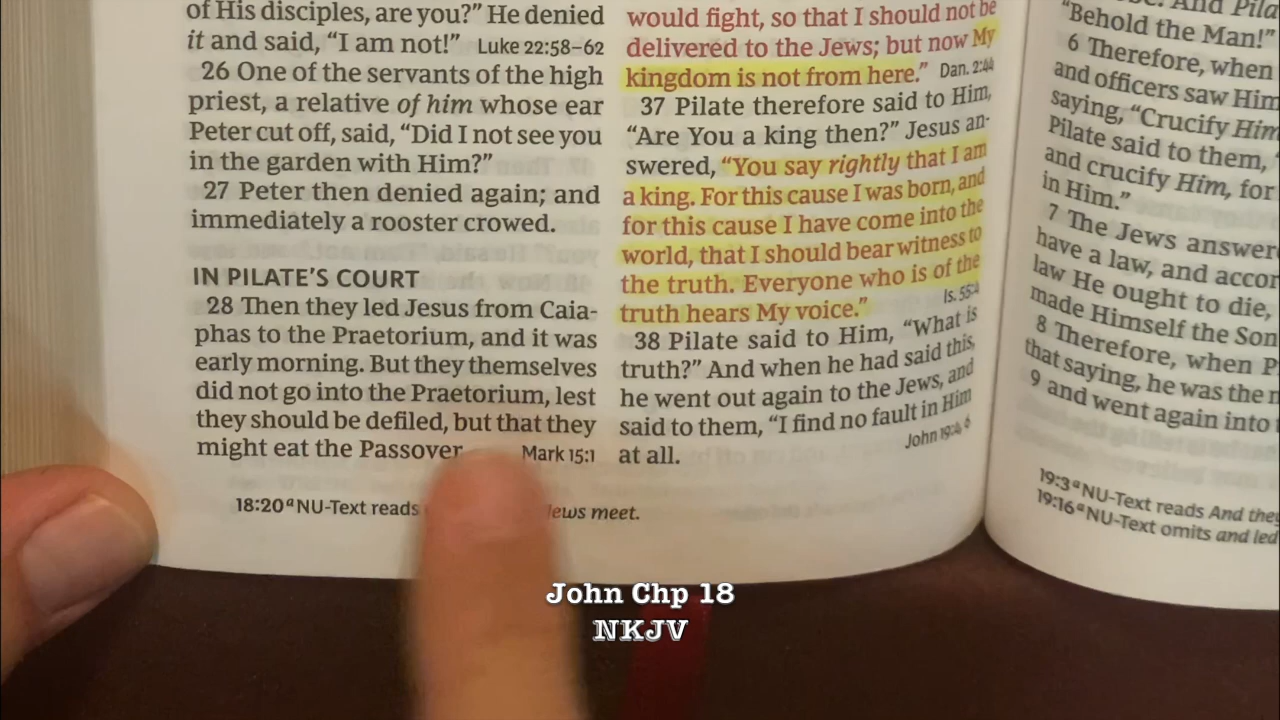 of His disciples, are you?” He denied
it and said, “I am not!” Luke 22:58–62
26 One of the servants of the high
priest, a relative of him whose ear
Peter cut off, said, “Did I not see you
in the garden with Him?”
27 Peter then denied again; and
immediately a rooster crowed.
IN PILATE’S COURT
28 Then they led Jesus from Caia-
phas to the Praetorium, and it was
early morning. But they themselves
did not go into the Praetorium, lest
they should be defiled, but that they
might eat the Passover Mark 15:1
18:20 a NU-Text reads Jews meet.
would fight, so that I should not be
delivered to the Jews; but now My
kingdom is not from here.” Dan. 2:44
37 Pilate therefore said to Him,
“Are You a king then?” Jesus an-
swered, “You say rightly that I am
a king. For this cause I was born, and
for this cause I have come into the
world, that I should bear witness to
the truth. Everyone who is of the
truth hears My voice.” Is. 55:4
38 Pilate said to Him, “What is
truth?” And when he had said this,
he went out again to the Jews, and
said to them, “I find no fault in Him
at all. John 19:4, 6
And Pila
“Behold the Man!”
6 Therefore, when
and officers saw Him
saying, “Crucify Him
Pilate said to them,
and crucify Him, for
in Him.”
7 The Jews answer
have a law, and accor
law He ought to die,
made Himself the Son
8 Therefore, when P
that saying, he was the m
9 and went again into
19:3 a NU-Text reads And they
19:16 a NU-Text omits and led
John Chp 18
NKJV